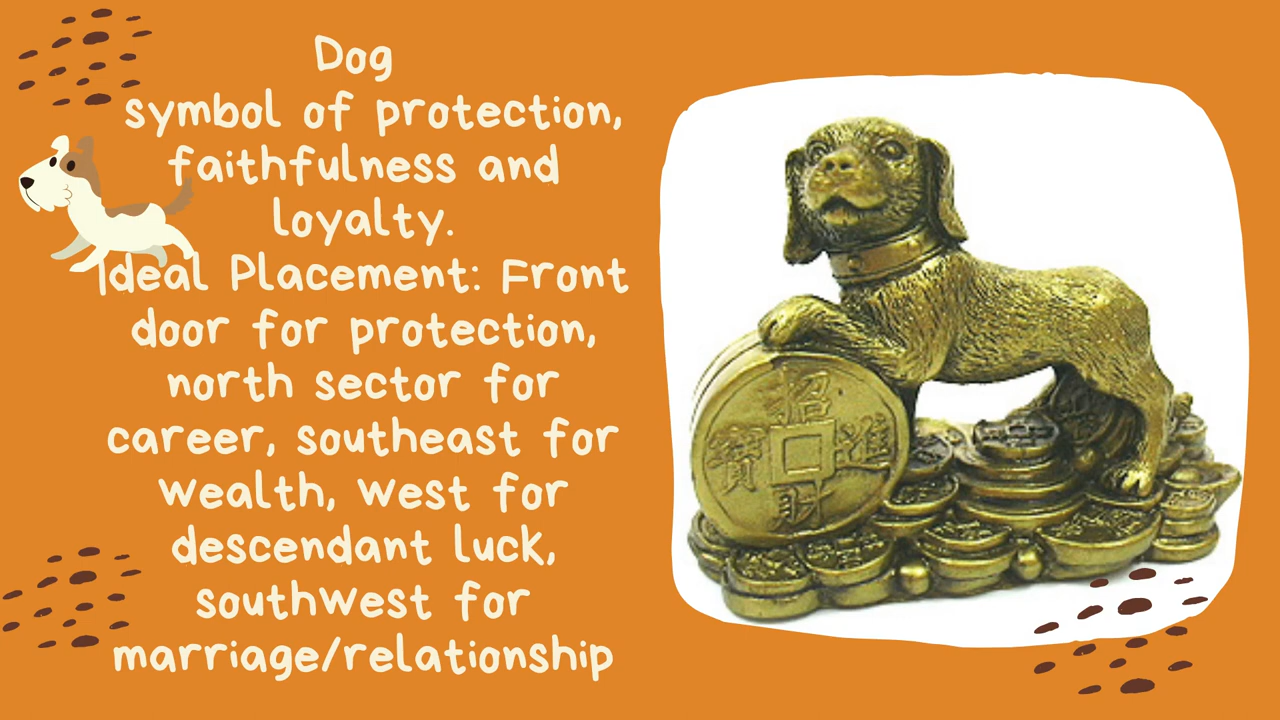 Dog
symbol of protection,
faithfulness and
loyalty.
Ideal Placement: Front
door for protection,
north sector for
career, southeast for
wealth, west for
descendant luck,
southwest for
marriage/relationship
招
寶 進
財